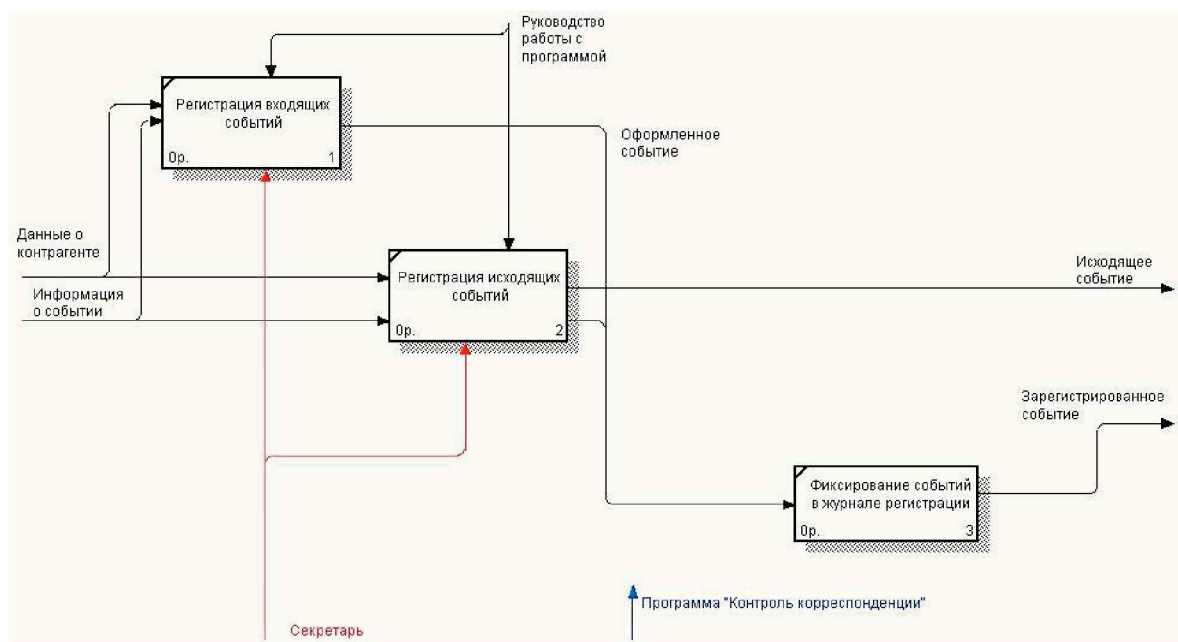 Руководство
работы с
программой
Регистрация входящих
событий
0р.
1
Оформленное
событие
Данные о
контрагенте
Информация
о событии
Регистрация исходящих
событий
0р.
2
Исходящее
событие
Зарегистрированное
событие
Фиксирование событий
в журнале регистрации
0р.
3
Программа "Контроль корреспонденции"
Секретарь